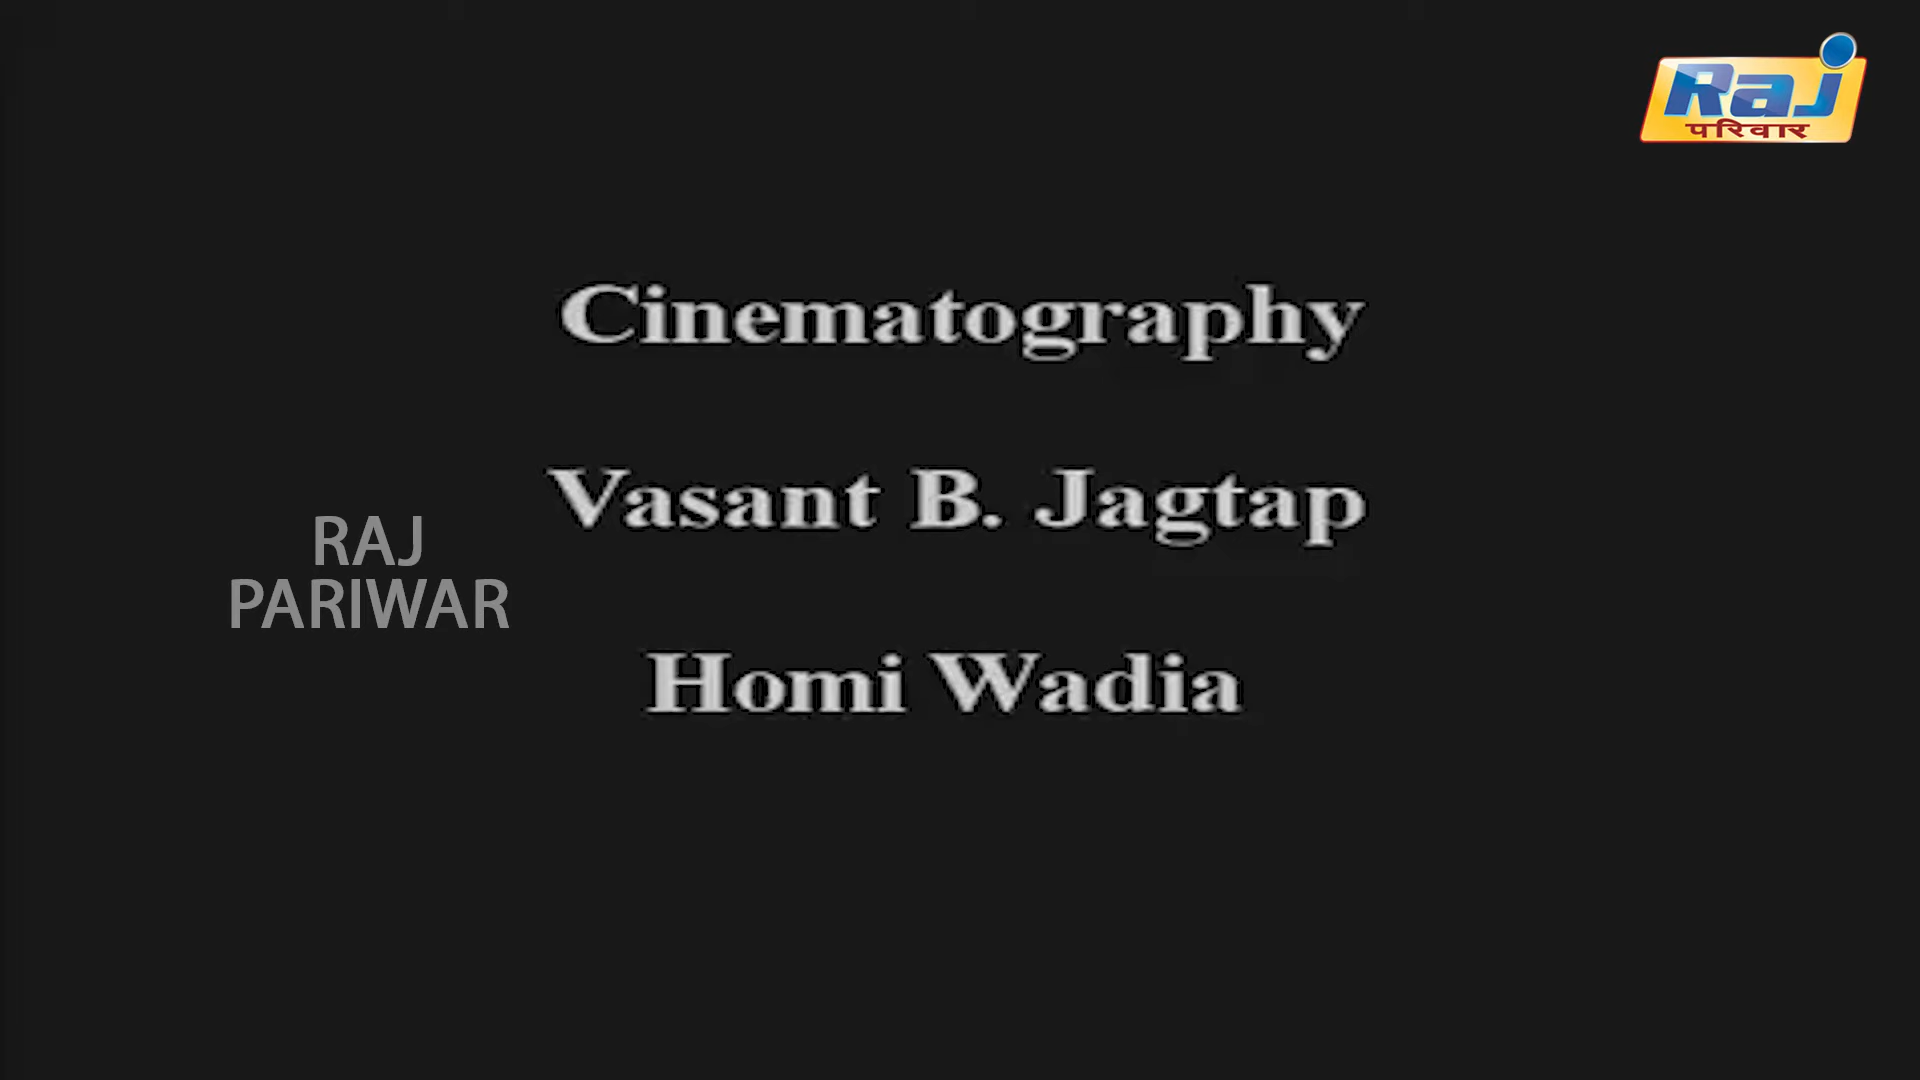 Raj
परिवार
Cinematography
Vasant B. Jagtap
RAJ
PARIWAR
Homi Wadia